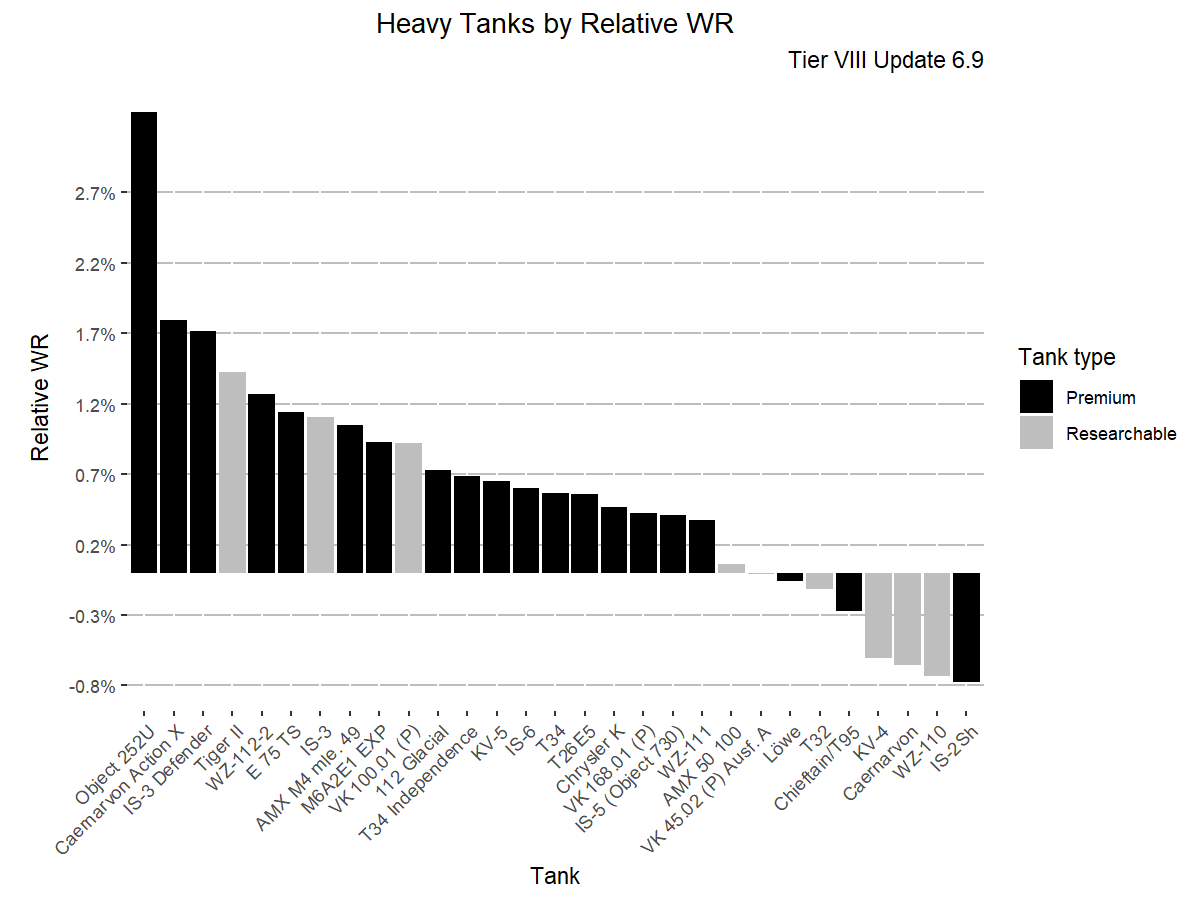 Heavy Tanks by Relative WR
Tier VIII Update 6.9
Relative WR
2.7%
2.2%
1.7%
1.2%
0.7%
0.2%
-0.3%
-0.8%
Object 252U
Caernarvon Action X
IS-3 Defender
Tiger II
WZ-112-2
E 75 TS
IS-3
AMX M4 mle. 49
M6A2E1 EXP
VK 100.01 (P)
112 Glacial
T34 Independence
KV-5
IS-6
T34
T26E5
Chrysler K
VK 168.01 (P)
IS-5 (Object 730)
WZ-111
AMX 50 100
VK 45.02 (P) Ausf. A
Löwe
T32
Chieftain/T95
KV-4
Caernarvon
WZ-110
IS-2Sh
Tank
Tank type
Premium
Researchable